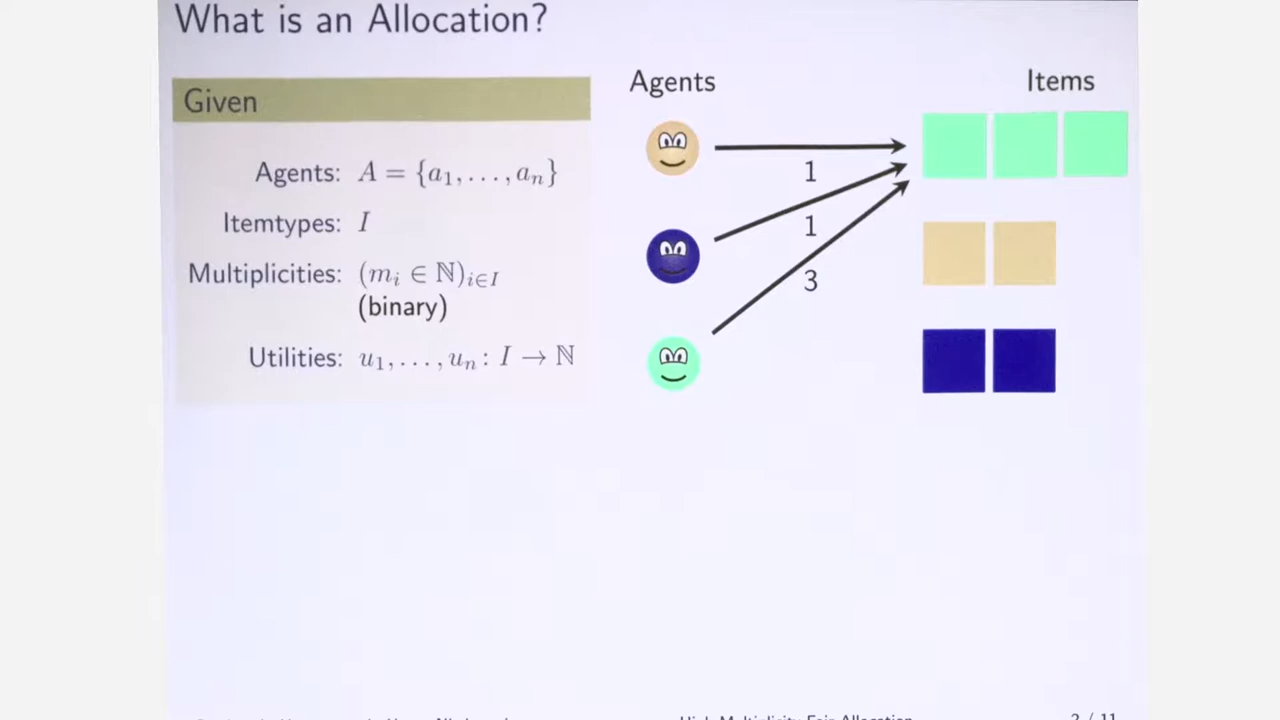 What is an Allocation?
Given
Agents: A = {a₁, . . . , aₙ}
Itemtypes: I
Multiplicities: (mᵢ ∈ ℕ)ᵢ∈I
(binary)
Utilities: u₁, . . . , uₙ : I → ℕ
Agents
Items
1
1
3
High Multiplicity Fair Allocation
2 / 11